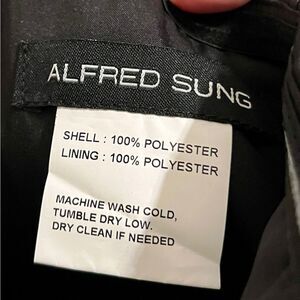 ALFRED SUNG
SHELL : 100% POLYESTER
LINING : 100% POLYESTER
MACHINE WASH COLD,
TUMBLE DRY LOW.
DRY CLEAN IF NEEDED